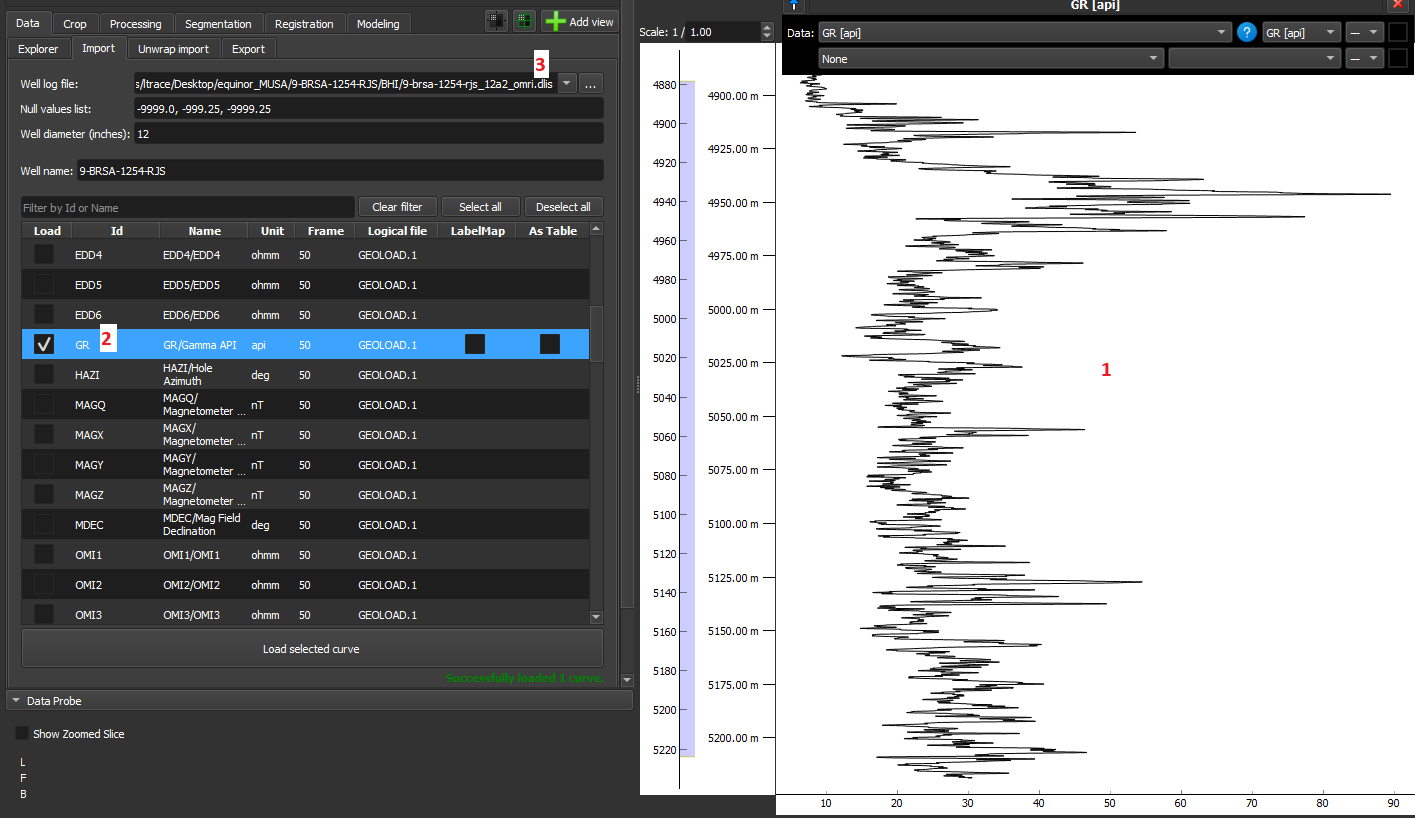 Data Crop Processing Segmentation Registration Modeling Add view
Explorer Import Unwrap import Export
3
Well log file: s/ltrace/Desktop/equinor_MUSA/9-BRSA-1254-RJS/BHI/9-brsa-1254-rjs_12a2_omri.dlis ...
Null values list: -9999.0, -999.25, -9999.25
Well diameter (inches): 12
Well name: 9-BRSA-1254-RJS
Filter by Id or Name Clear filter Select all Deselect all
Load Id Name Unit Frame Logical file LabelMap As Table
EDD4 EDD4/EDD4 ohmm 50 GEOLOAD.1
EDD5 EDD5/EDD5 ohmm 50 GEOLOAD.1
EDD6 EDD6/EDD6 ohmm 50 GEOLOAD.1
2
GR GR/Gamma API api 50 GEOLOAD.1
HAZI HAZI/Hole Azimuth deg 50 GEOLOAD.1
MAGQ MAGQ/ Magnetometer ... nT 50 GEOLOAD.1
MAGX MAGX/ Magnetometer ... nT 50 GEOLOAD.1
MAGY MAGY/ Magnetometer ... nT 50 GEOLOAD.1
MAGZ MAGZ/ Magnetometer ... nT 50 GEOLOAD.1
MDEC MDEC/Mag Field Declination deg 50 GEOLOAD.1
OMI1 OMI1/OMI1 ohmm 50 GEOLOAD.1
OMI2 OMI2/OMI2 ohmm 50 GEOLOAD.1
OMI3 OMI3/OMI3 ohmm 50 GEOLOAD.1
Load selected curve
Successfully loaded 1 curve.
Data Probe
Show Zoomed Slice
L
F
B
Scale: 1 / 1.00
4880
4900
4920
4940
4960
4980
5000
5020
5040
5060
5080
5100
5120
5140
5160
5180
5200
5220
GR [api]
Data: GR [api] ? GR [api] —
None —
4900.00 m
4925.00 m
4950.00 m
4975.00 m
5000.00 m
5025.00 m
5050.00 m
5075.00 m
5100.00 m
5125.00 m
5150.00 m
5175.00 m
5200.00 m
1
10 20 30 40 50 60 70 80 90